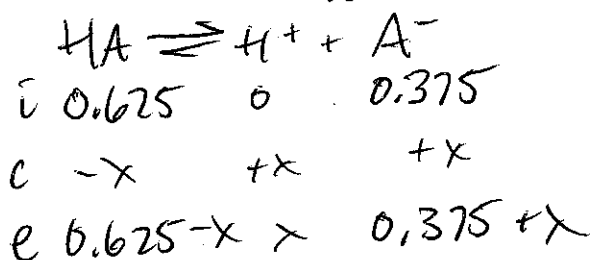 HA ⇌ H⁺ + A⁻
i 0.625 0 0.375
c -x +x +x
e 0.625-x x 0.375+x